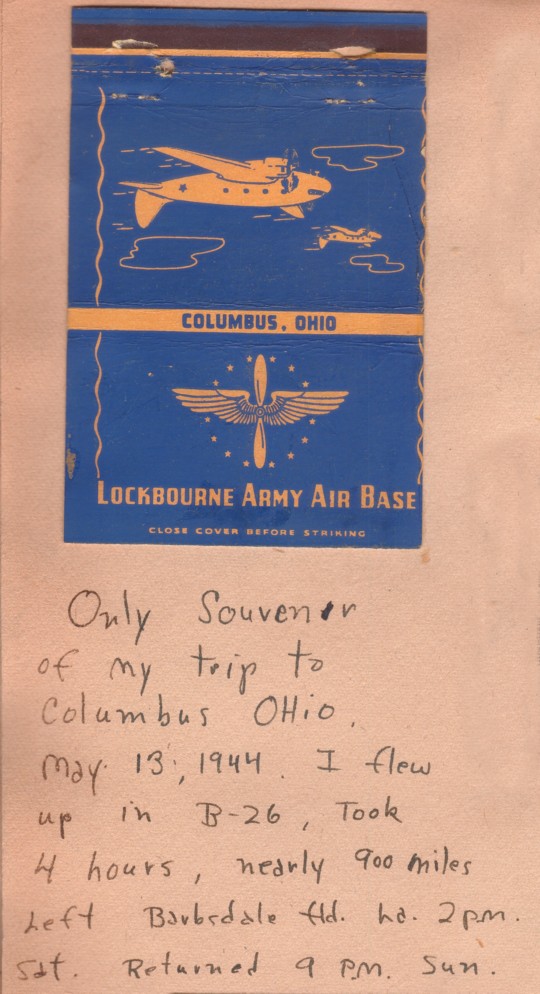 COLUMBUS, OHIO
LOCKBOURNE ARMY AIR BASE
CLOSE COVER BEFORE STRIKING
Only Souvenir
of my trip to
Columbus OHio.
May 13, 1944. I flew
up in B-26, Took
4 hours, nearly 900 miles
Left Barksdale fld. La. 2 p.m.
Sat. Returned 9 P.M. Sun.